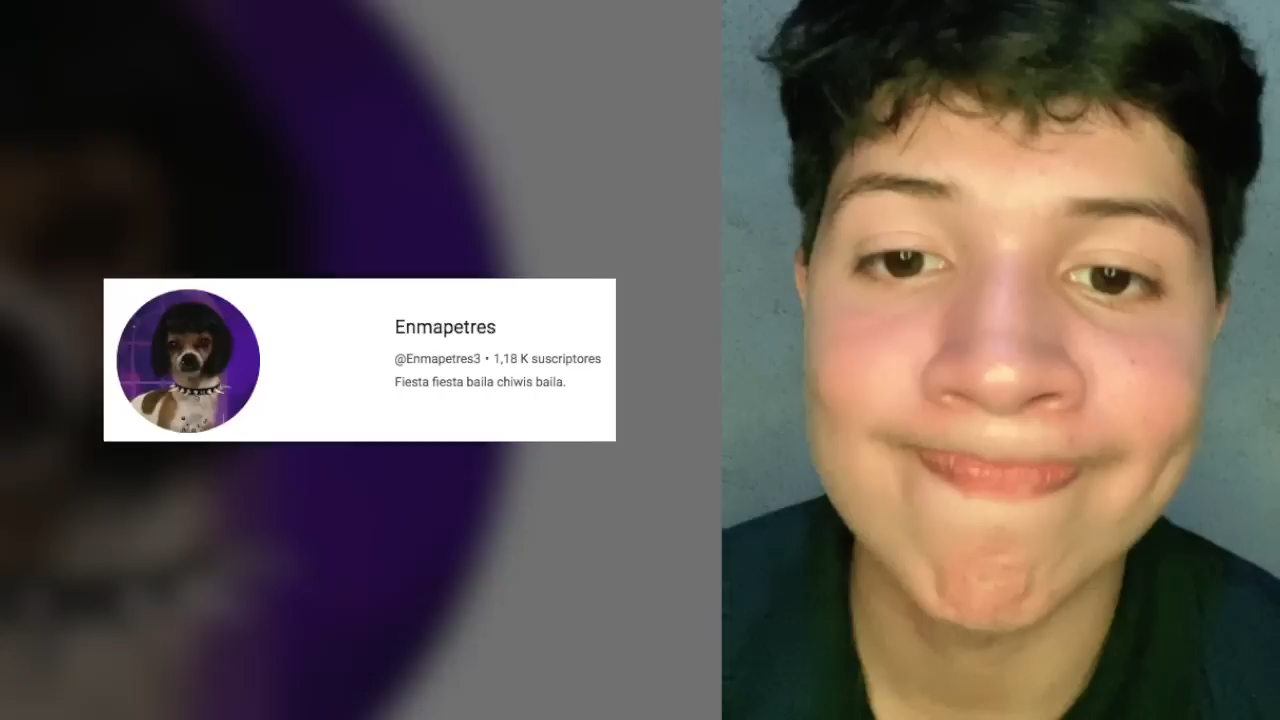 Enmapetres
@Enmapetres3 • 1,18 K suscriptores
Fiesta fiesta baila chiwis baila.